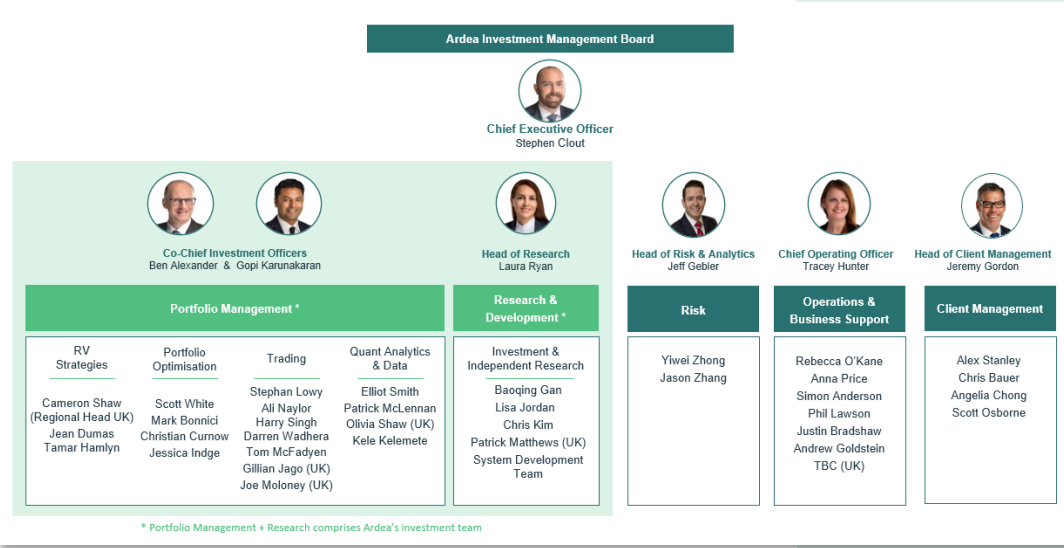 Ardea Investment Management Board
Chief Executive Officer
Stephen Clout
Co-Chief Investment Officers
Ben Alexander & Gopi Karunakaran
Head of Research
Laura Ryan
Head of Risk & Analytics
Jeff Gebler
Chief Operating Officer
Tracey Hunter
Head of Client Management
Jeremy Gordon
Portfolio Management *
Research &
Development *
Risk
Operations &
Business Support
Client Management
RV
Strategies
Cameron Shaw
(Regional Head UK)
Jean Dumas
Tamar Hamlyn
Portfolio
Optimisation
Scott White
Mark Bonnici
Christian Curnow
Jessica Indge
Trading
Stephan Lowy
Ali Naylor
Harry Singh
Darren Wadhera
Tom McFadyen
Gillian Jago (UK)
Joe Moloney (UK)
Quant Analytics
& Data
Elliot Smith
Patrick McLennan
Olivia Shaw (UK)
Kele Kelemete
Investment &
Independent Research
Baoqing Gan
Lisa Jordan
Chris Kim
Patrick Matthews (UK)
System Development
Team
Yiwei Zhong
Jason Zhang
Rebecca O'Kane
Anna Price
Simon Anderson
Phil Lawson
Justin Bradshaw
Andrew Goldstein
TBC (UK)
Alex Stanley
Chris Bauer
Angelia Chong
Scott Osborne
* Portfolio Management + Research comprises Ardea's investment team